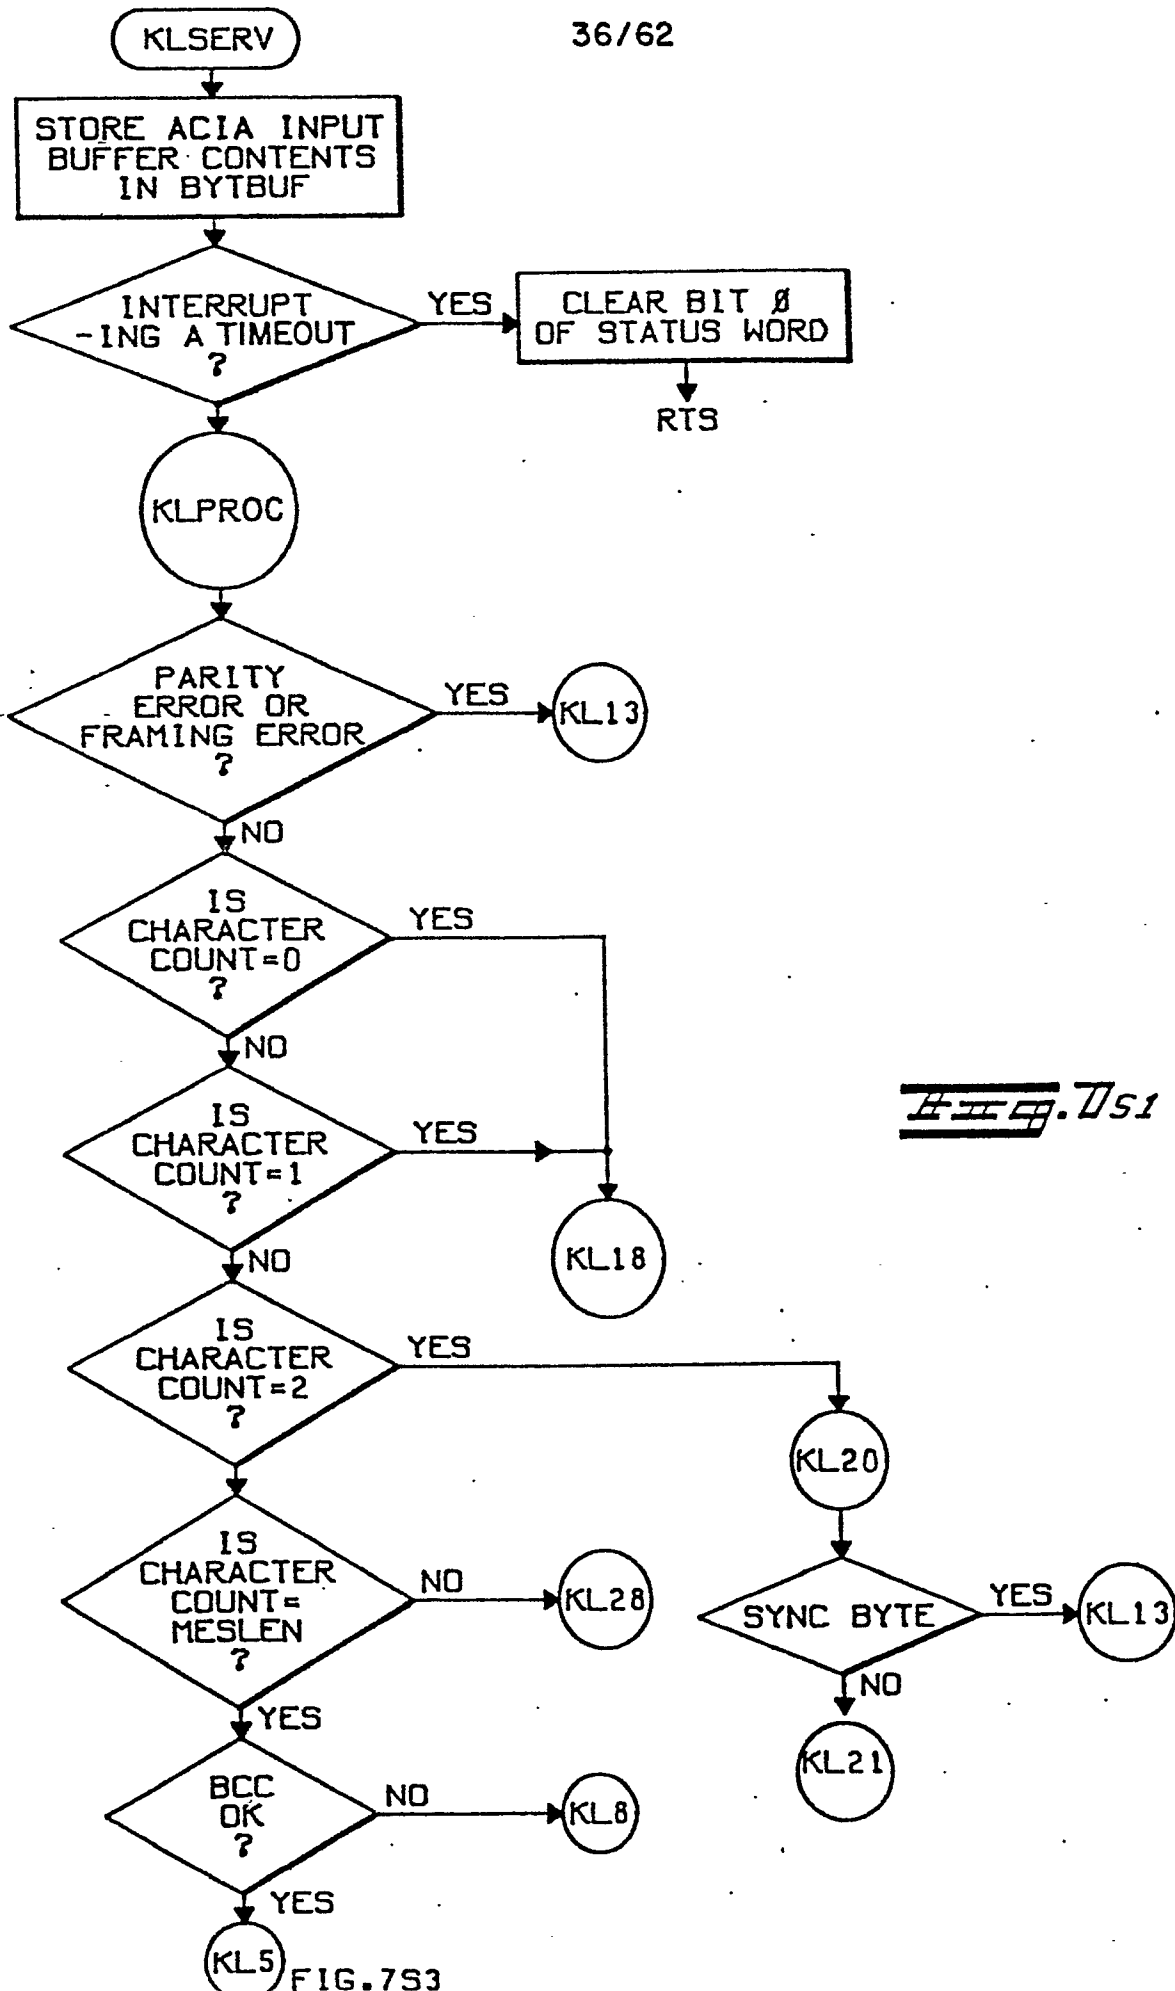 KLSERV
36/62
STORE ACIA INPUT
BUFFER CONTENTS
IN BYTBUF
INTERRUPT
-ING A TIMEOUT
?
YES
CLEAR BIT Ø
OF STATUS WORD
RTS
KLPROC
PARITY
ERROR OR
FRAMING ERROR
?
YES
KL13
NO
IS
CHARACTER
COUNT=0
?
YES
NO
IS
CHARACTER
COUNT=1
?
YES
KL18
NO
Fig. 7S1
IS
CHARACTER
COUNT=2
?
YES
KL20
IS
CHARACTER
COUNT=
MESLEN
?
NO
KL28
SYNC BYTE
YES
KL13
NO
KL21
YES
BCC
OK
?
NO
KL8
YES
KL5
FIG.7S3